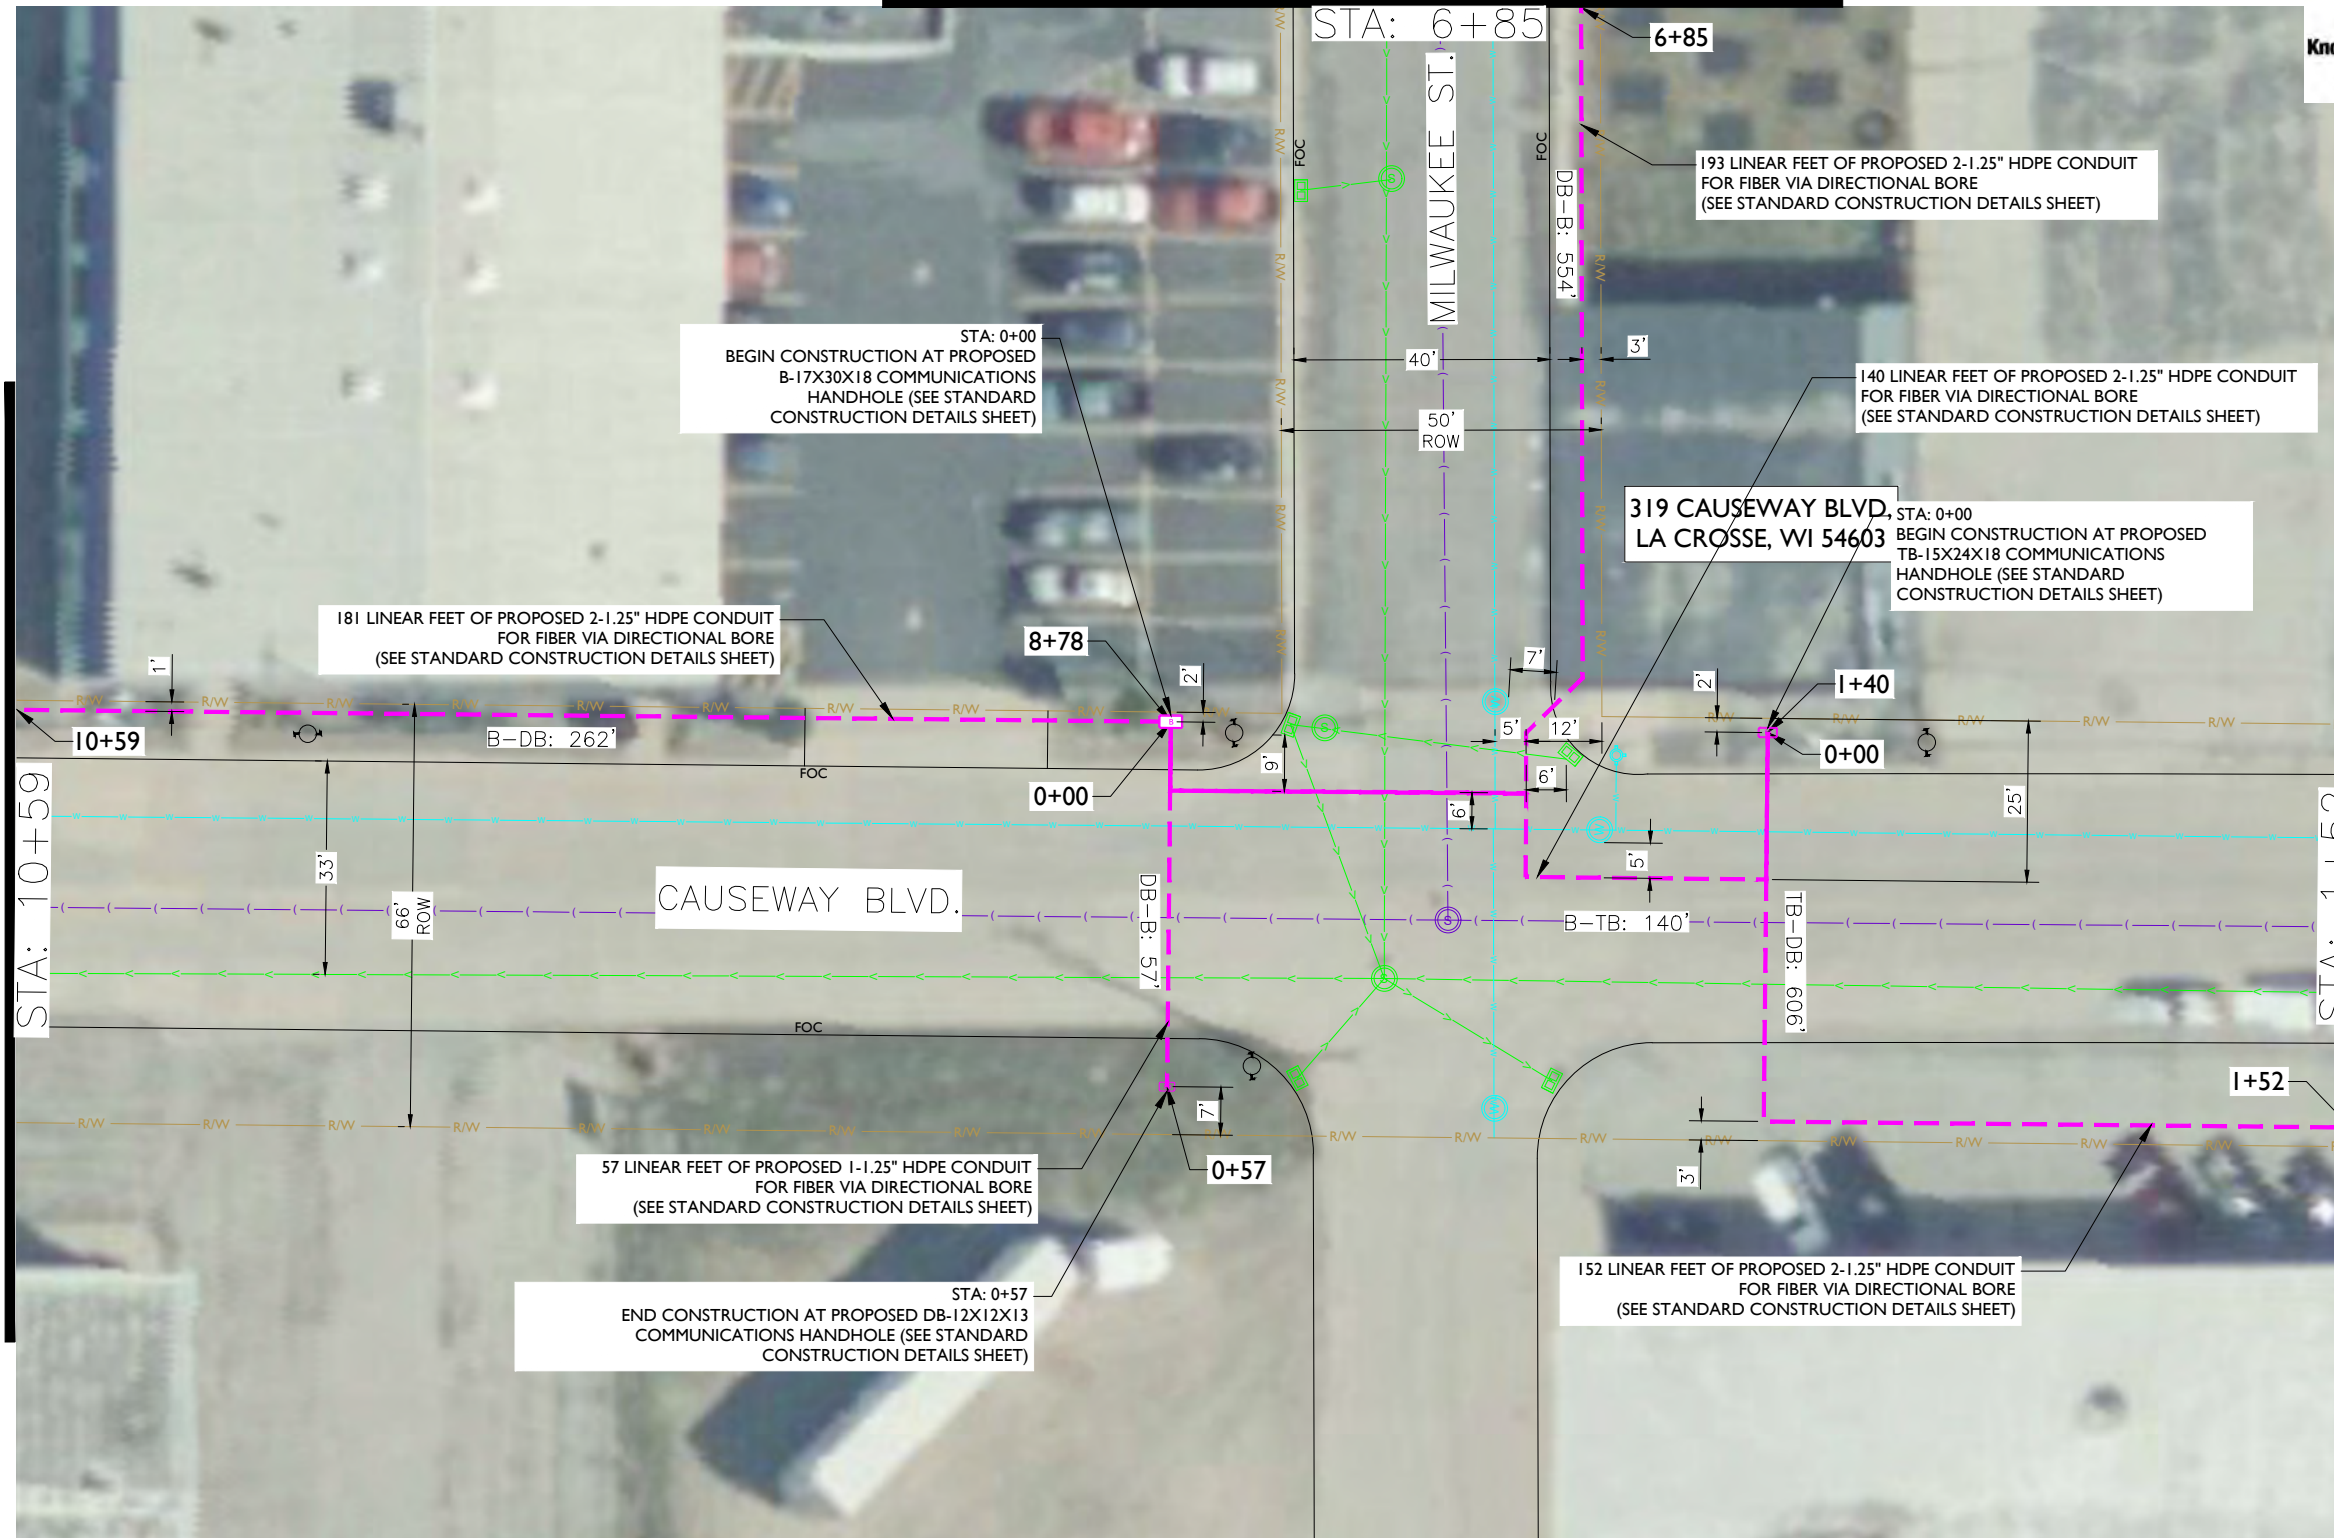 STA: 6+85
6+85
MILWAUKEE ST.
FOC
FOC
193 LINEAR FEET OF PROPOSED 2-1.25" HDPE CONDUIT
FOR FIBER VIA DIRECTIONAL BORE
(SEE STANDARD CONSTRUCTION DETAILS SHEET)
DB-B: 554'
STA: 0+00
BEGIN CONSTRUCTION AT PROPOSED
B-17X30X18 COMMUNICATIONS
HANDHOLE (SEE STANDARD
CONSTRUCTION DETAILS SHEET)
40'
3'
50'
ROW
140 LINEAR FEET OF PROPOSED 2-1.25" HDPE CONDUIT
FOR FIBER VIA DIRECTIONAL BORE
(SEE STANDARD CONSTRUCTION DETAILS SHEET)
319 CAUSEWAY BLVD,
LA CROSSE, WI 54603
STA: 0+00
BEGIN CONSTRUCTION AT PROPOSED
TB-15X24X18 COMMUNICATIONS
HANDHOLE (SEE STANDARD
CONSTRUCTION DETAILS SHEET)
181 LINEAR FEET OF PROPOSED 2-1.25" HDPE CONDUIT
FOR FIBER VIA DIRECTIONAL BORE
(SEE STANDARD CONSTRUCTION DETAILS SHEET)
8+78
1'
2'
7'
2'
1+40
R/W R/W R/W R/W R/W R/W R/W R/W R/W
10+59
B-DB: 262'
B
5'
12'
0+00
FOC
9'
6'
6'
0+00
25'
STA: 10+59
33'
66'
ROW
CAUSEWAY BLVD.
DB-B: 57'
S
5'
B-TB: 140'
TB-DB: 606'
FOC
1+52
7'
3'
R/W R/W R/W R/W R/W R/W R/W R/W R/W R/W R/W R/W R/W R/W R/W
57 LINEAR FEET OF PROPOSED 1-1.25" HDPE CONDUIT
FOR FIBER VIA DIRECTIONAL BORE
(SEE STANDARD CONSTRUCTION DETAILS SHEET)
0+57
STA: 0+57
END CONSTRUCTION AT PROPOSED DB-12X12X13
COMMUNICATIONS HANDHOLE (SEE STANDARD
CONSTRUCTION DETAILS SHEET)
152 LINEAR FEET OF PROPOSED 2-1.25" HDPE CONDUIT
FOR FIBER VIA DIRECTIONAL BORE
(SEE STANDARD CONSTRUCTION DETAILS SHEET)